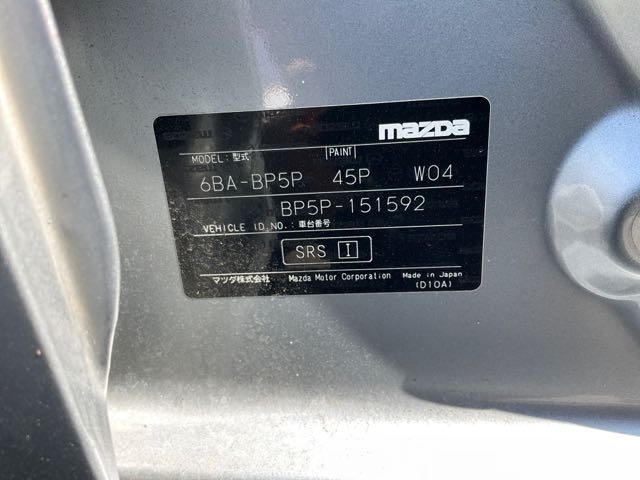 mazda
MODEL: 型式 PAINT
6BA-BP5P 45P W04
BP5P-151592
VEHICLE ID.NO.: 車台番号
SRS I
マツダ株式会社 Mazda Motor Corporation Made in Japan
(D10A)